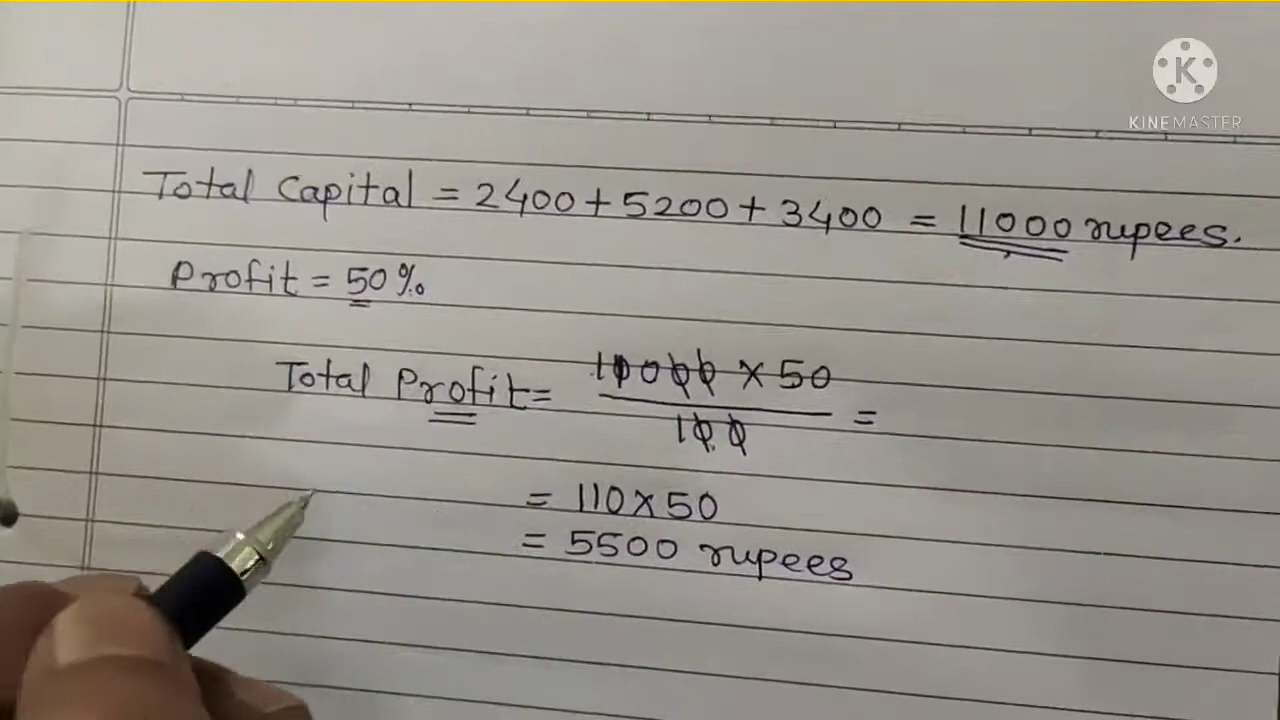 K
KINEMASTER
Total Capital = 2400 + 5200 + 3400 = 11000 rupees.
Profit = 50%
Total Profit = 11000 × 50 / 100 =
= 110 × 50
= 5500 rupees